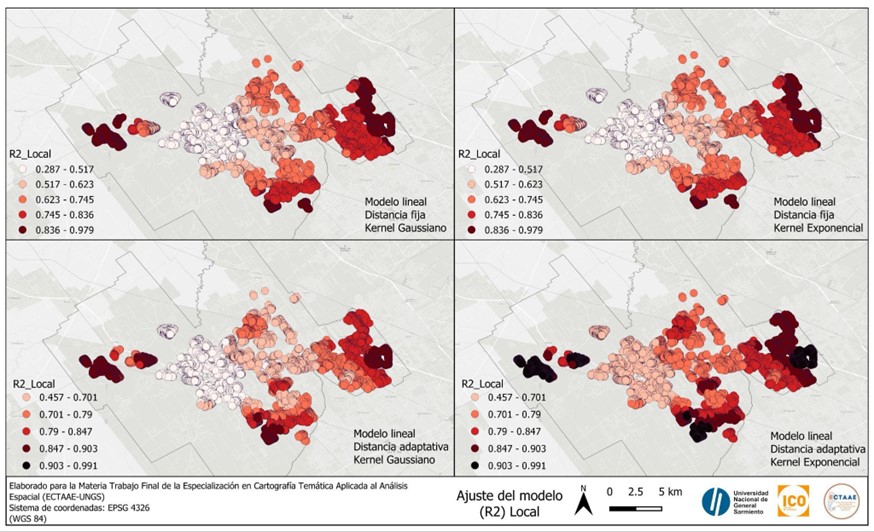 R2_Local
0.287 - 0.517
0.517 - 0.623
0.623 - 0.745
0.745 - 0.836
0.836 - 0.979
Modelo lineal
Distancia fija
Kernel Gaussiano
R2_Local
0.287 - 0.517
0.517 - 0.623
0.623 - 0.745
0.745 - 0.836
0.836 - 0.979
Modelo lineal
Distancia fija
Kernel Exponencial
R2_Local
0.457 - 0.701
0.701 - 0.79
0.79 - 0.847
0.847 - 0.903
0.903 - 0.991
Modelo lineal
Distancia adaptativa
Kernel Gaussiano
R2_Local
0.457 - 0.701
0.701 - 0.79
0.79 - 0.847
0.847 - 0.903
0.903 - 0.991
Modelo lineal
Distancia adaptativa
Kernel Exponencial
Elaborado para la Materia Trabajo Final de la Especialización en Cartografía Temática Aplicada al Análisis
Espacial (ECTAAE-UNGS)
Sistema de coordenadas: EPSG 4326
(WGS 84)
Ajuste del modelo
(R2) Local
N
0 2.5 5 km
Universidad
Nacional de
General
Sarmiento
ICO
ECTAAE